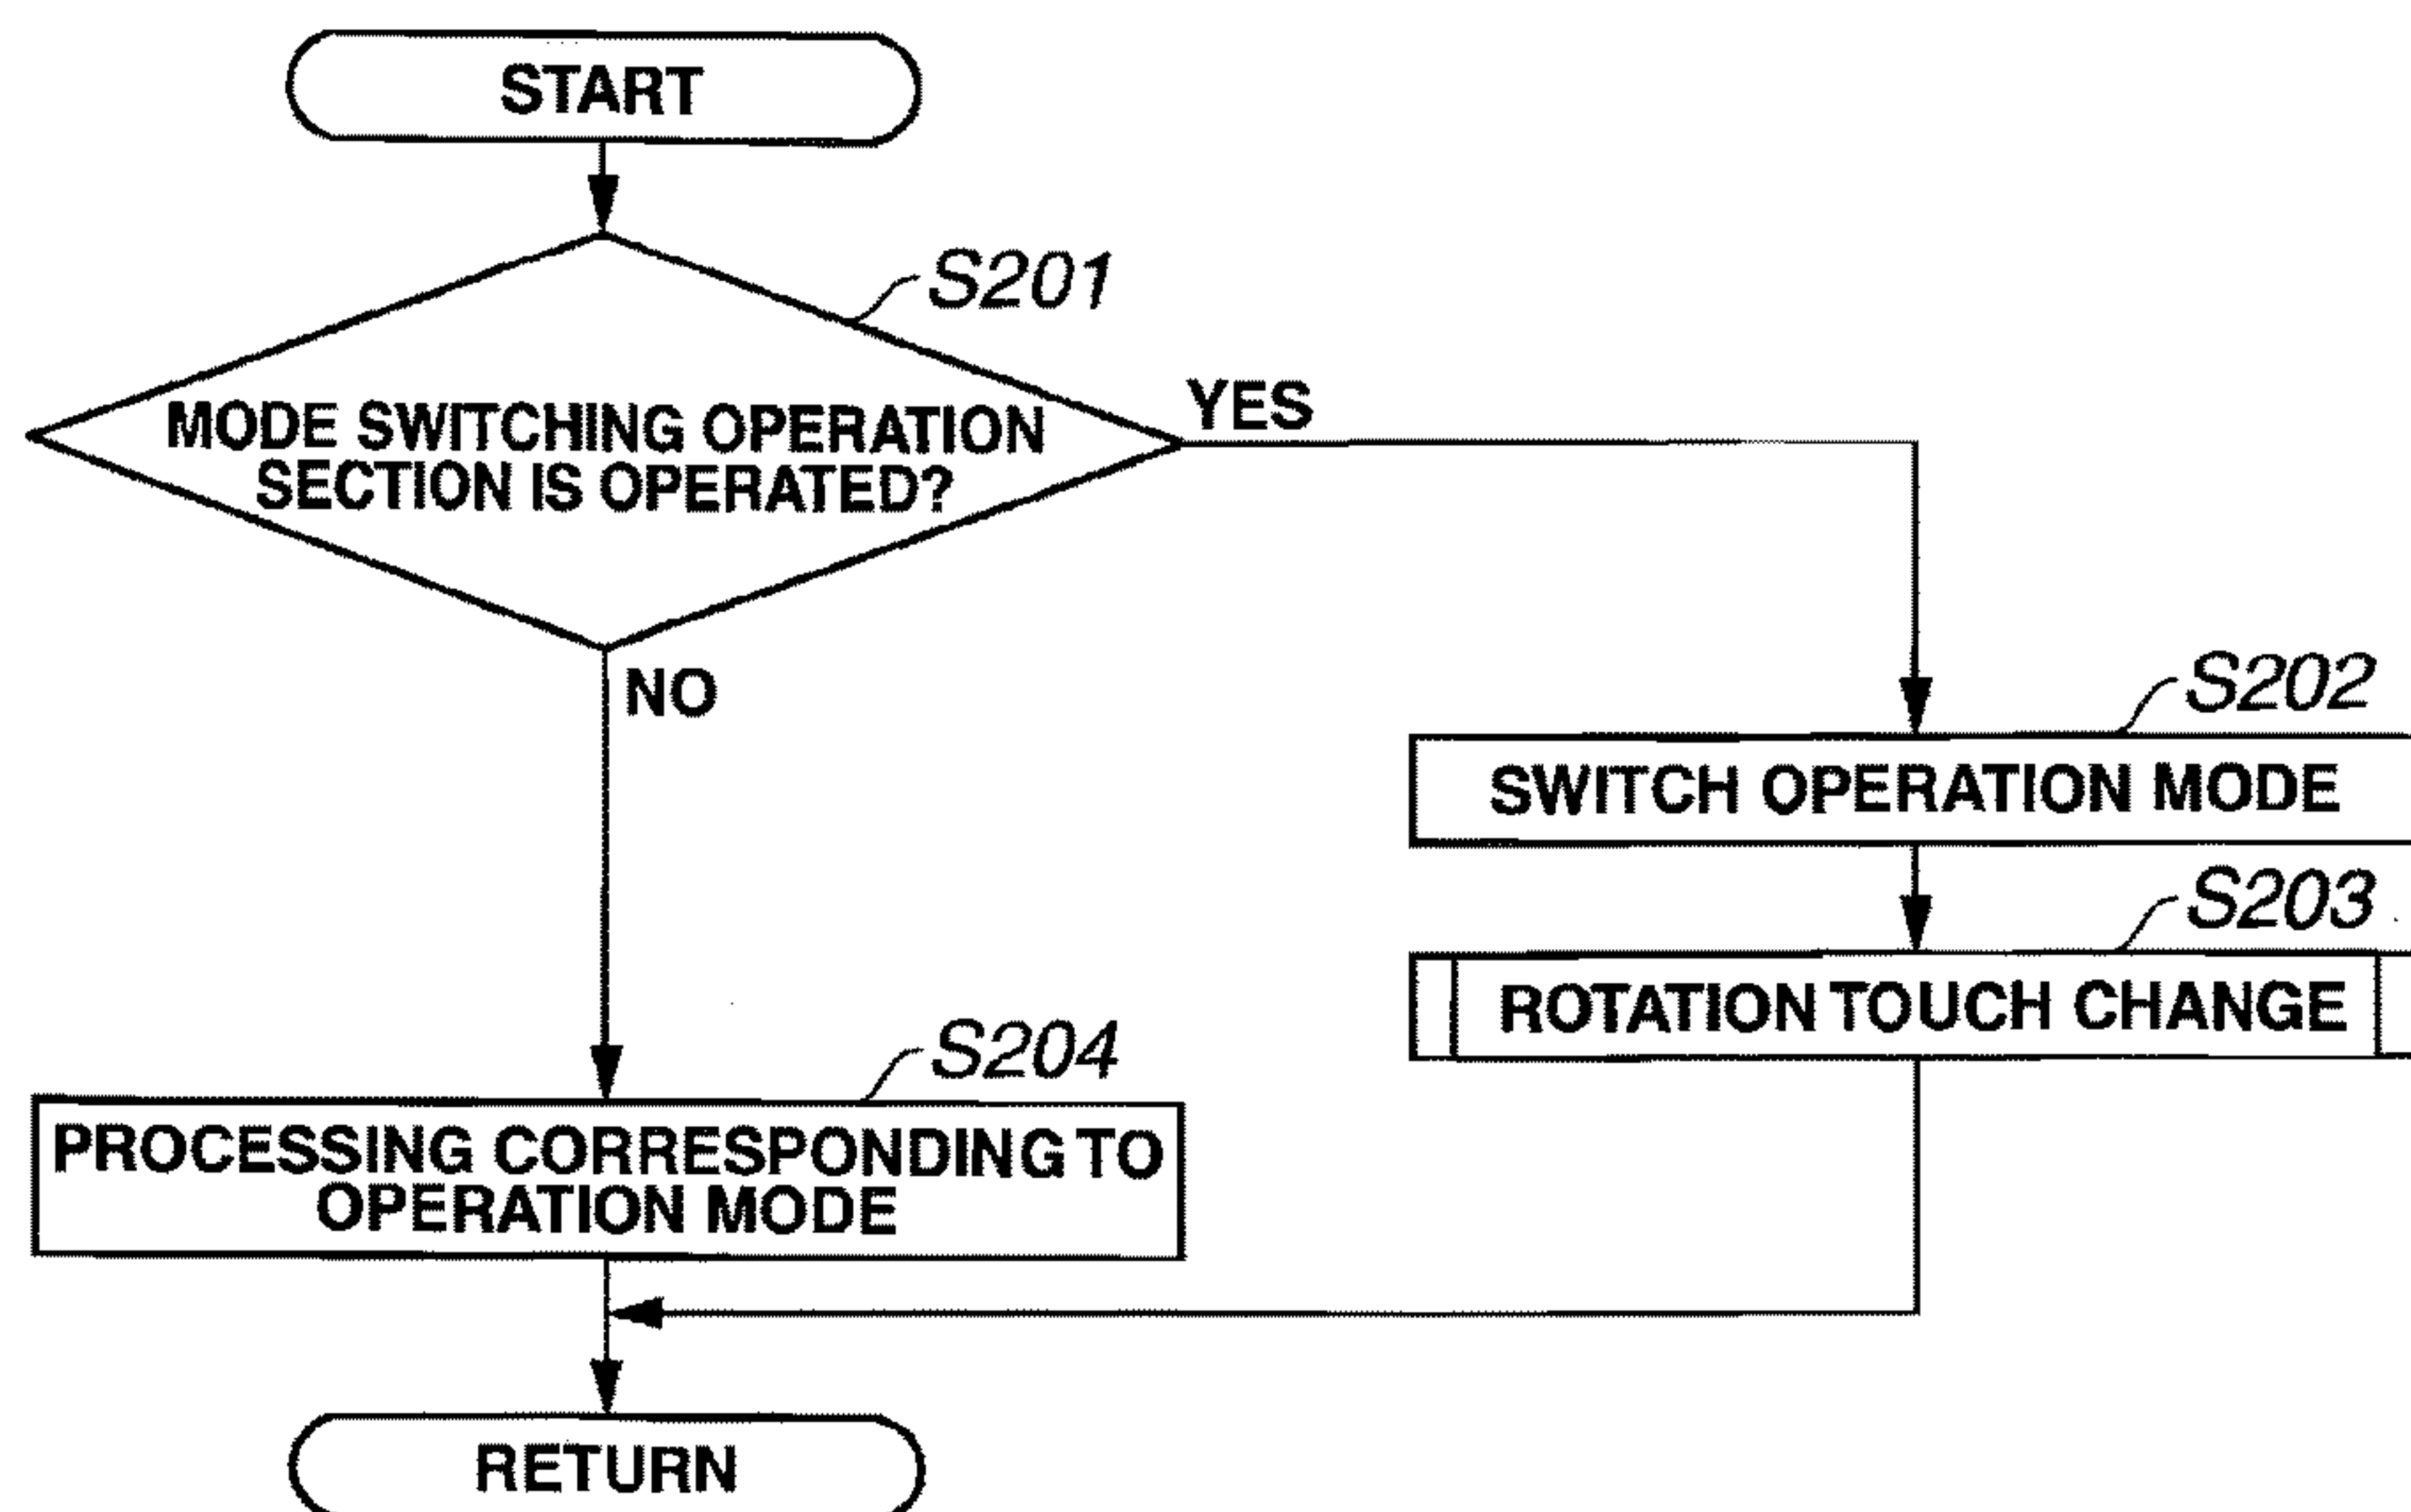 START
S201
MODE SWITCHING OPERATION
SECTION IS OPERATED?
YES
NO
S202
SWITCH OPERATION MODE
S203
ROTATION TOUCH CHANGE
S204
PROCESSING CORRESPONDING TO
OPERATION MODE
RETURN